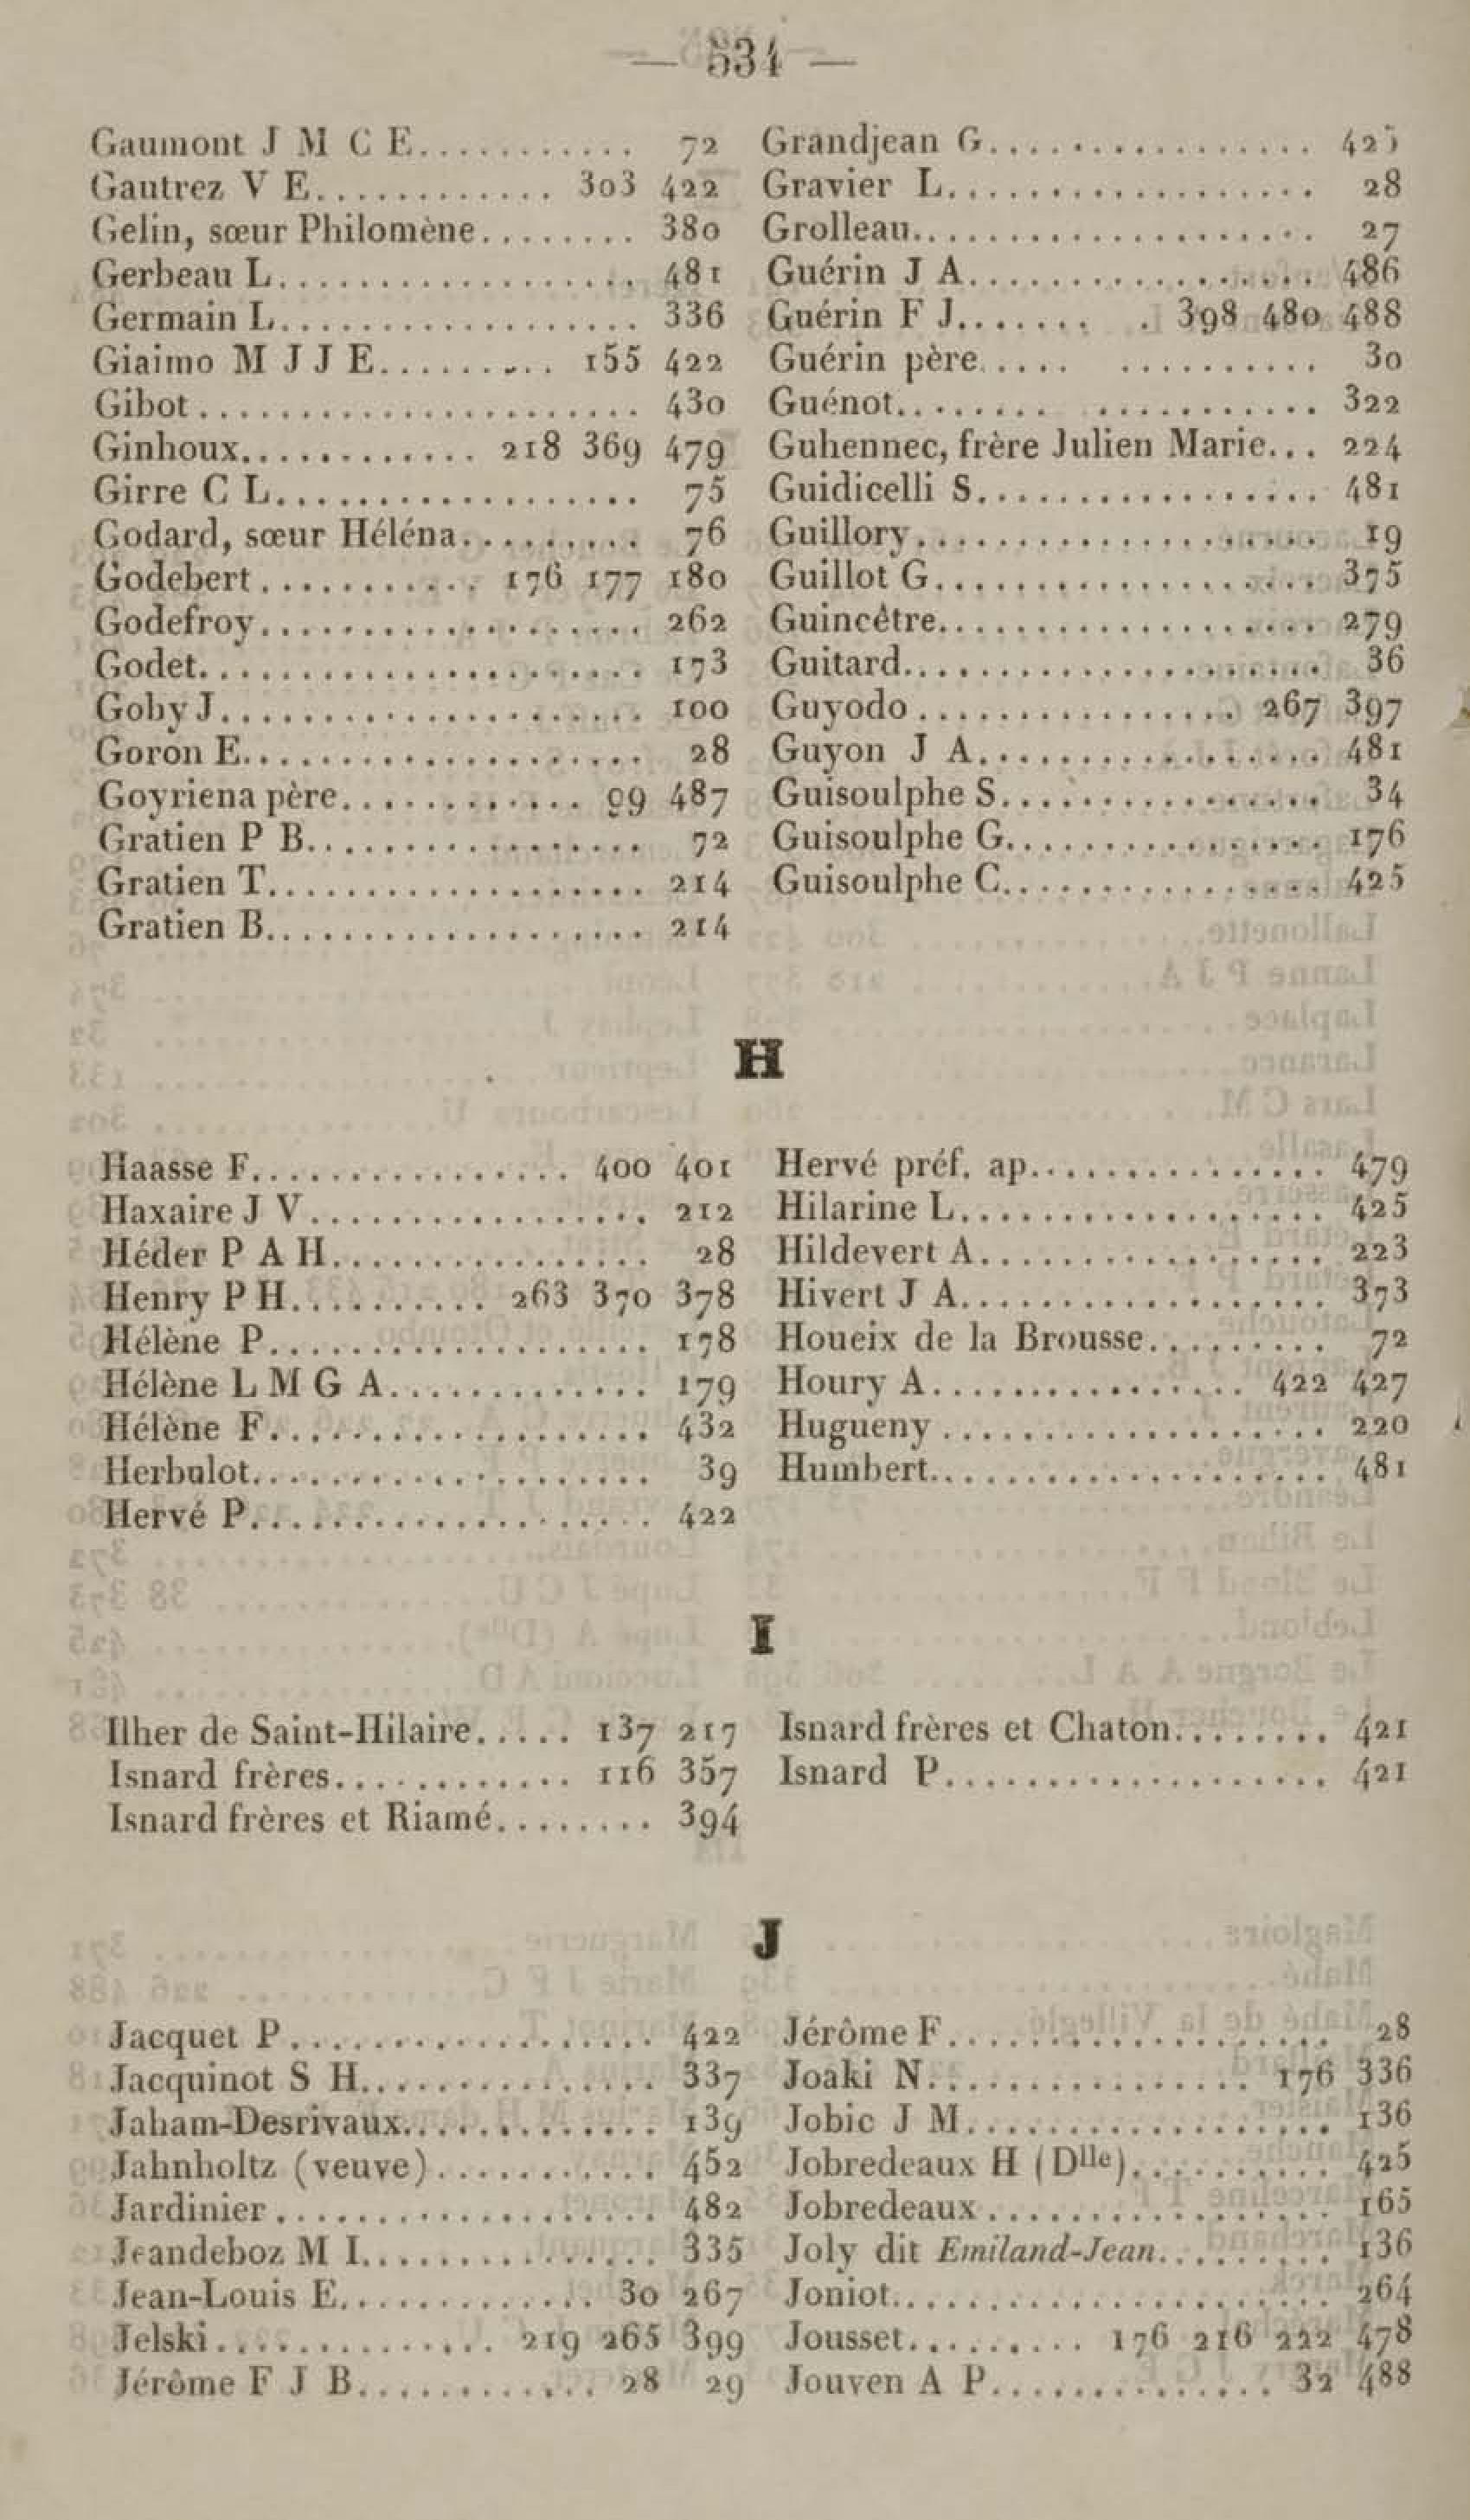 — 534 —
Gaumont J M C E............ 72
Gautrez V E............ 303 422
Gelin, sœur Philomène........ 380
Gerbeau L.................. 481
Germain L.................. 336
Giaimo M J J E.......... 155 422
Gibot...................... 430
Ginhoux............ 218 369 479
Girre C L.................. 75
Godard, sœur Héléna......... 76
Godebert........... 176 177 180
Godefroy................... 262
Godet...................... 173
Goby J..................... 100
Goron E.................... 28
Goyriena père............ 99 487
Gratien P B................. 72
Gratien T................... 214
Gratien B................... 214
Grandjean G................. 425
Gravier L................... 28
Grolleau.................... 27
Guérin J A.................. 486
Guérin F J........ 398 480 488
Guérin père..... .......... 30
Guénot........ ............ 322
Guhennec, frère Julien Marie... 224
Guidicelli S................. 481
Guillory..................... 19
Guillot G.................... 375
Guincêtre.................... 279
Guitard...................... 36
Guyodo................ 267 397
Guyon J A.................. 481
Guisoulphe S................ 34
Guisoulphe G................ 176
Guisoulphe C................ 425
H
Haasse F................ 400 401
Haxaire J V................. 212
Héder P A H................ 28
Henry P H.......... 263 370 378
Hélène P................... 178
Hélène L M G A............. 179
Hélène F................... 432
Herbulot................... 39
Hervé P.................... 422
Hervé préf. ap............... 479
Hilarine L.................. 425
Hildevert A................. 223
Hivert J A.................. 373
Houeix de la Brousse......... 72
Houry A................ 422 427
Hugueny................... 220
Humbert................... 481
I
Ilher de Saint-Hilaire..... 137 217
Isnard frères............ 116 357
Isnard frères et Riamé........ 394
Isnard frères et Chaton........ 421
Isnard P................... 421
J
Jacquet P.................. 422
Jacquinot S H............... 337
Jaham-Desrivaux............. 139
Jahnholtz (veuve)........... 452
Jardinier................... 482
Jeandeboz M I............... 335
Jean-Louis E............. 30 267
Jelski.............. 219 265 399
Jérôme F J B............ 28 29
Jérôme F................... 28
Joaki N................ 176 336
Jobic J M.................. 136
Jobredeaux H (Dlle).......... 425
Jobredeaux................. 165
Joly dit Emiland-Jean......... 136
Joniot..................... 264
Jousset......... 176 216 222 478
Jouven A P.............. 32 488